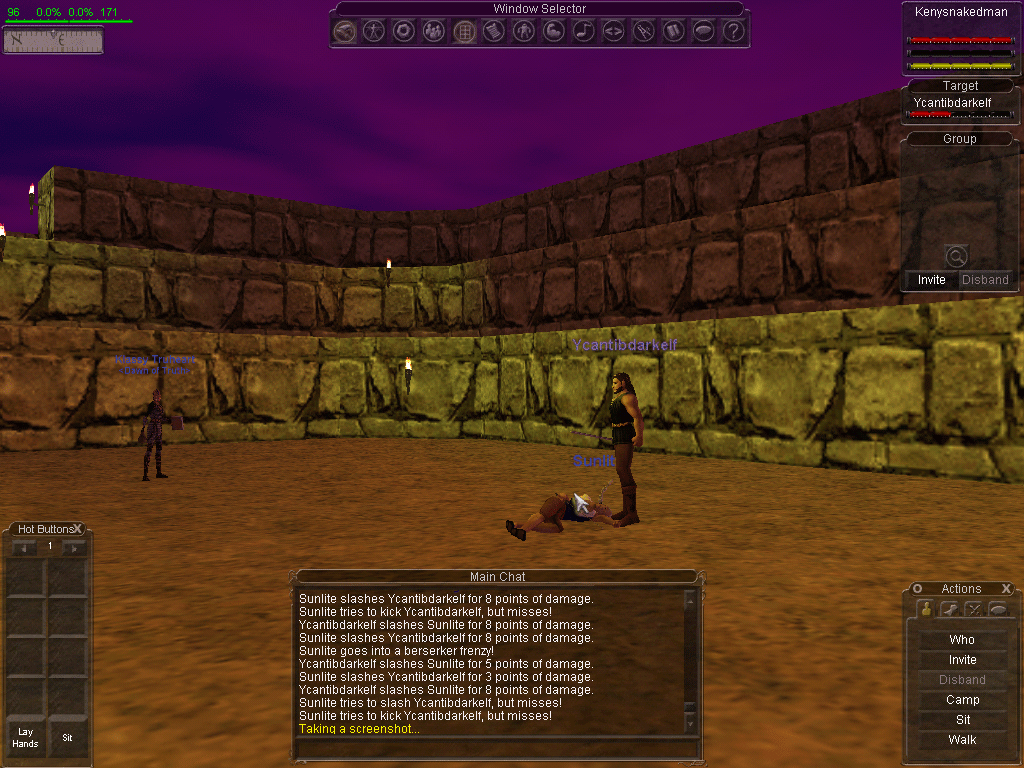 96 0.0% 0.0% 171
N E
Window Selector
?
Kenysnakedman
Target
Ycantibdarkelf
Group
Invite Disband
Ycantibdarkelf
Sunlite
Hot Buttons X
1
Lay Hands
Sit
Main Chat
Sunlite slashes Ycantibdarkelf for 8 points of damage.
Sunlite tries to kick Ycantibdarkelf, but misses!
Ycantibdarkelf slashes Sunlite for 8 points of damage.
Sunlite slashes Ycantibdarkelf for 8 points of damage.
Sunlite goes into a berserker frenzy!
Ycantibdarkelf slashes Sunlite for 5 points of damage.
Sunlite slashes Ycantibdarkelf for 3 points of damage.
Ycantibdarkelf slashes Sunlite for 8 points of damage.
Sunlite tries to slash Ycantibdarkelf, but misses!
Sunlite tries to kick Ycantibdarkelf, but misses!
Taking a screenshot...
Actions X
Who
Invite
Disband
Camp
Sit
Walk